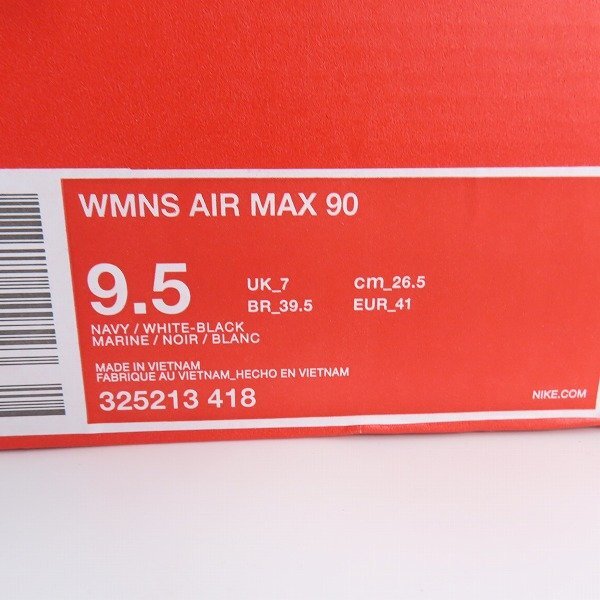 WMNS AIR MAX 90
9.5
UK_7 cm_26.5
BR_39.5 EUR_41
NAVY / WHITE-BLACK
MARINE / NOIR / BLANC
MADE IN VIETNAM
FABRIQUE AU VIETNAM_HECHO EN VIETNAM
325213 418
NIKE.COM